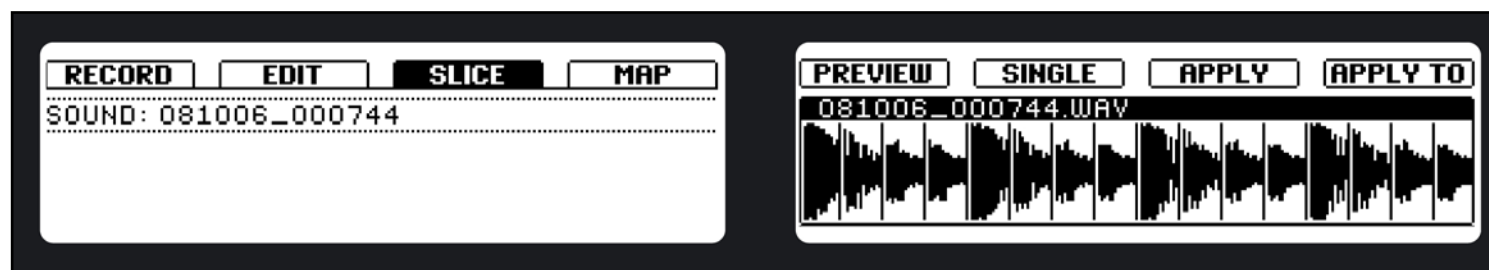 RECORD EDIT SLICE MAP
SOUND: 081006_000744
PREVIEW SINGLE APPLY APPLY TO
081006_000744.WAV